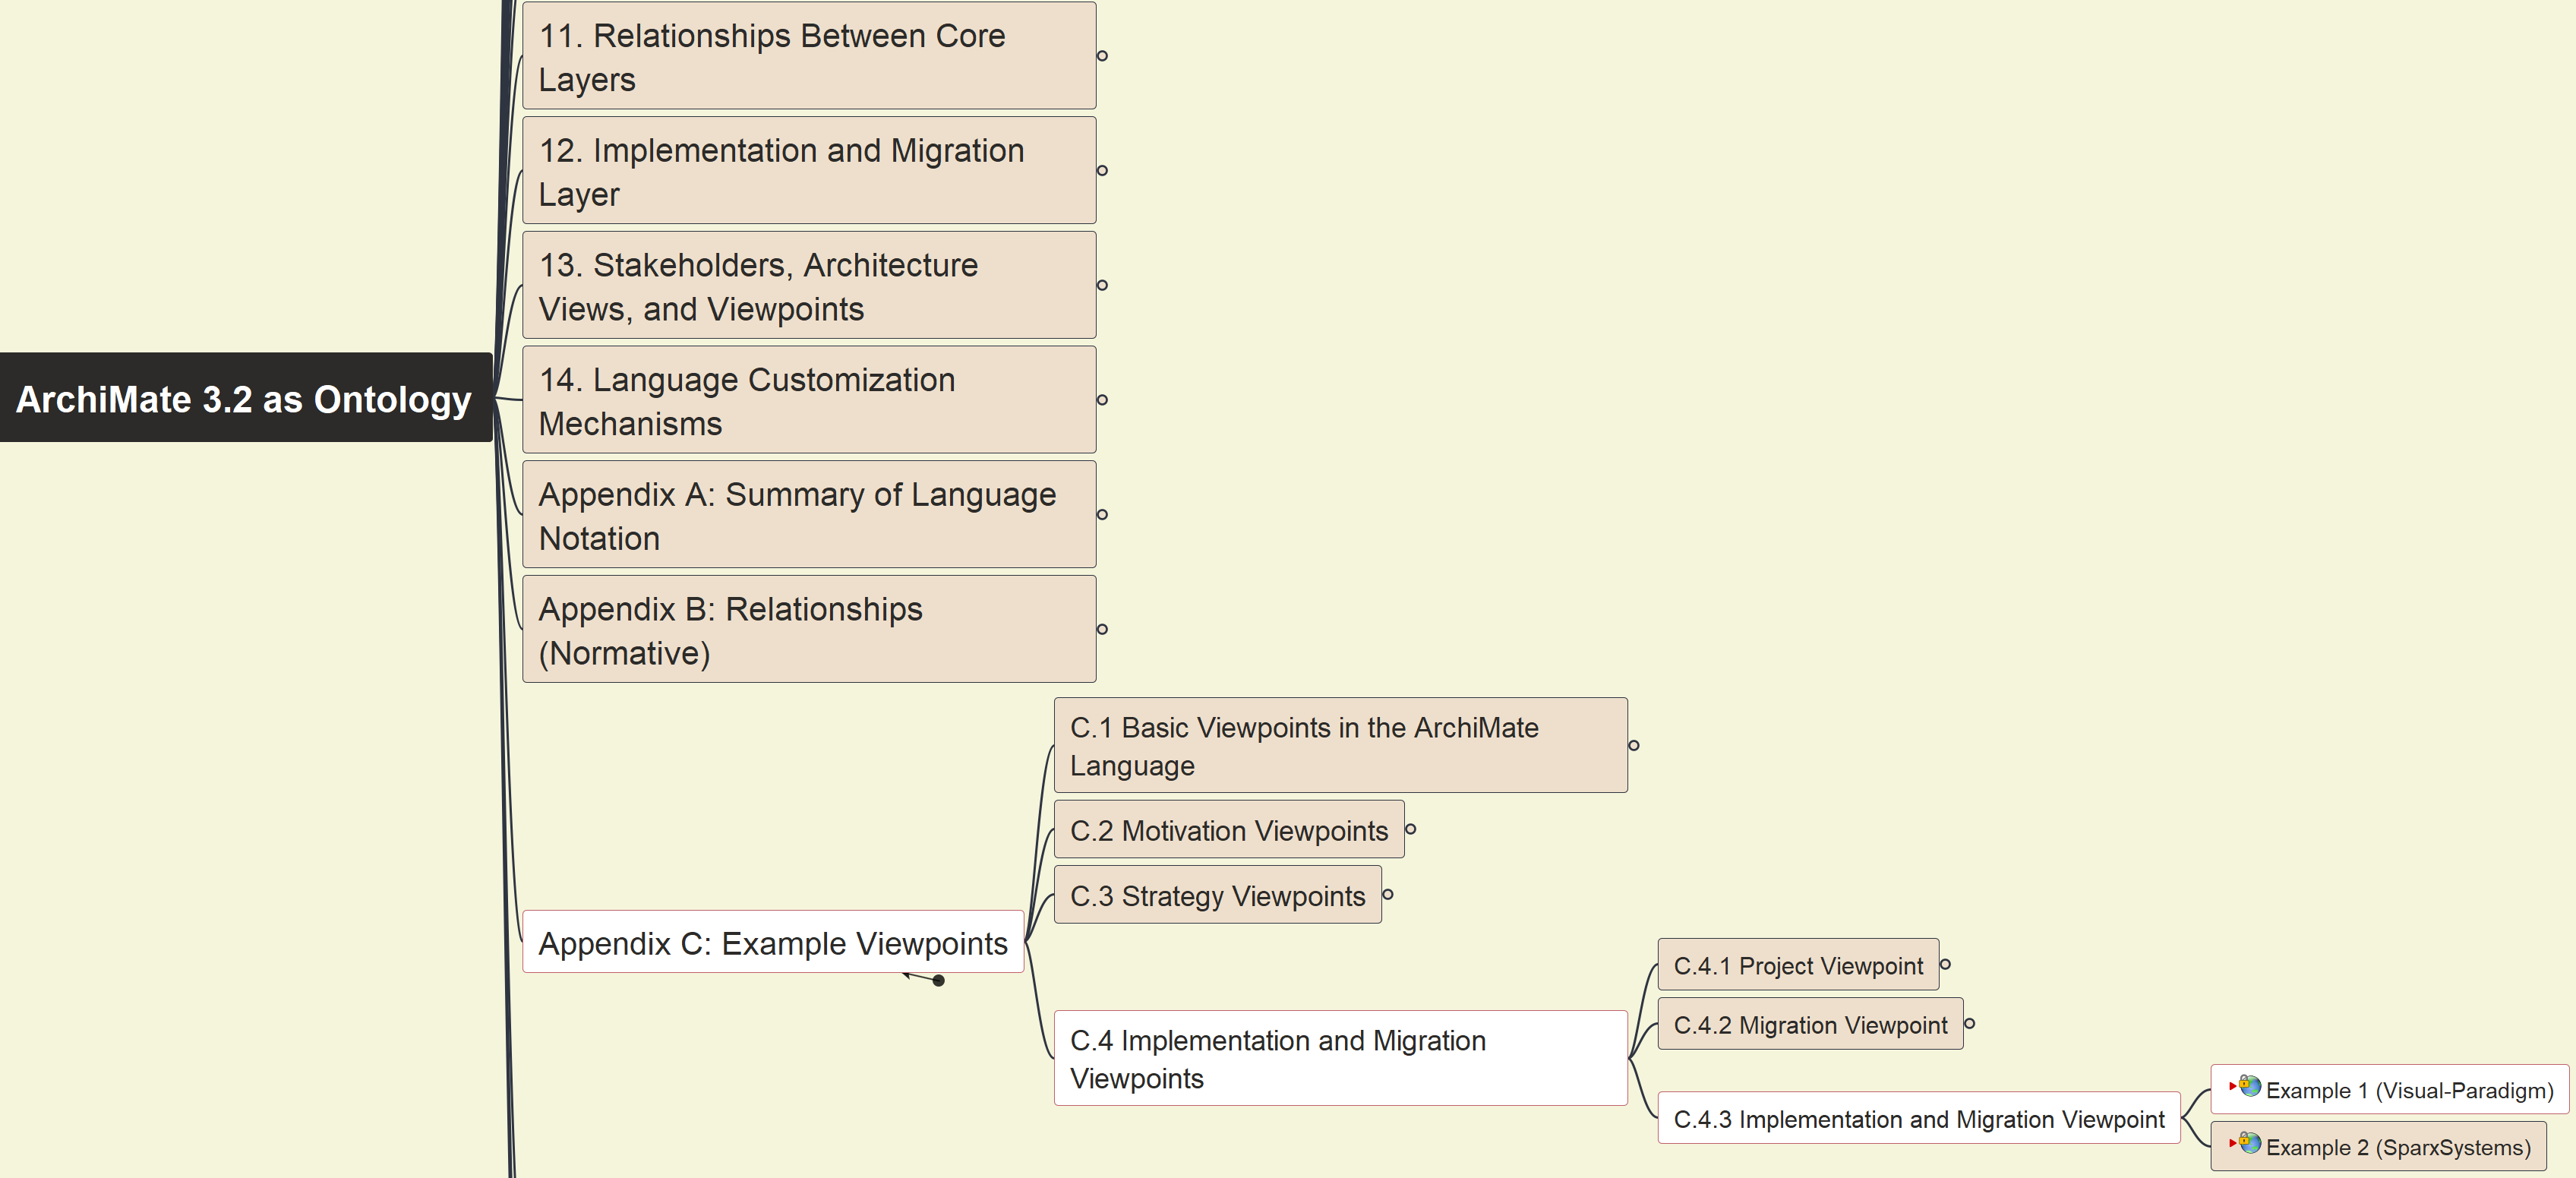 11. Relationships Between Core
Layers
12. Implementation and Migration
Layer
13. Stakeholders, Architecture
Views, and Viewpoints
ArchiMate 3.2 as Ontology
14. Language Customization
Mechanisms
Appendix A: Summary of Language
Notation
Appendix B: Relationships
(Normative)
Appendix C: Example Viewpoints
C.1 Basic Viewpoints in the ArchiMate
Language
C.2 Motivation Viewpoints
C.3 Strategy Viewpoints
C.4 Implementation and Migration
Viewpoints
C.4.1 Project Viewpoint
C.4.2 Migration Viewpoint
C.4.3 Implementation and Migration Viewpoint
Example 1 (Visual-Paradigm)
Example 2 (SparxSystems)